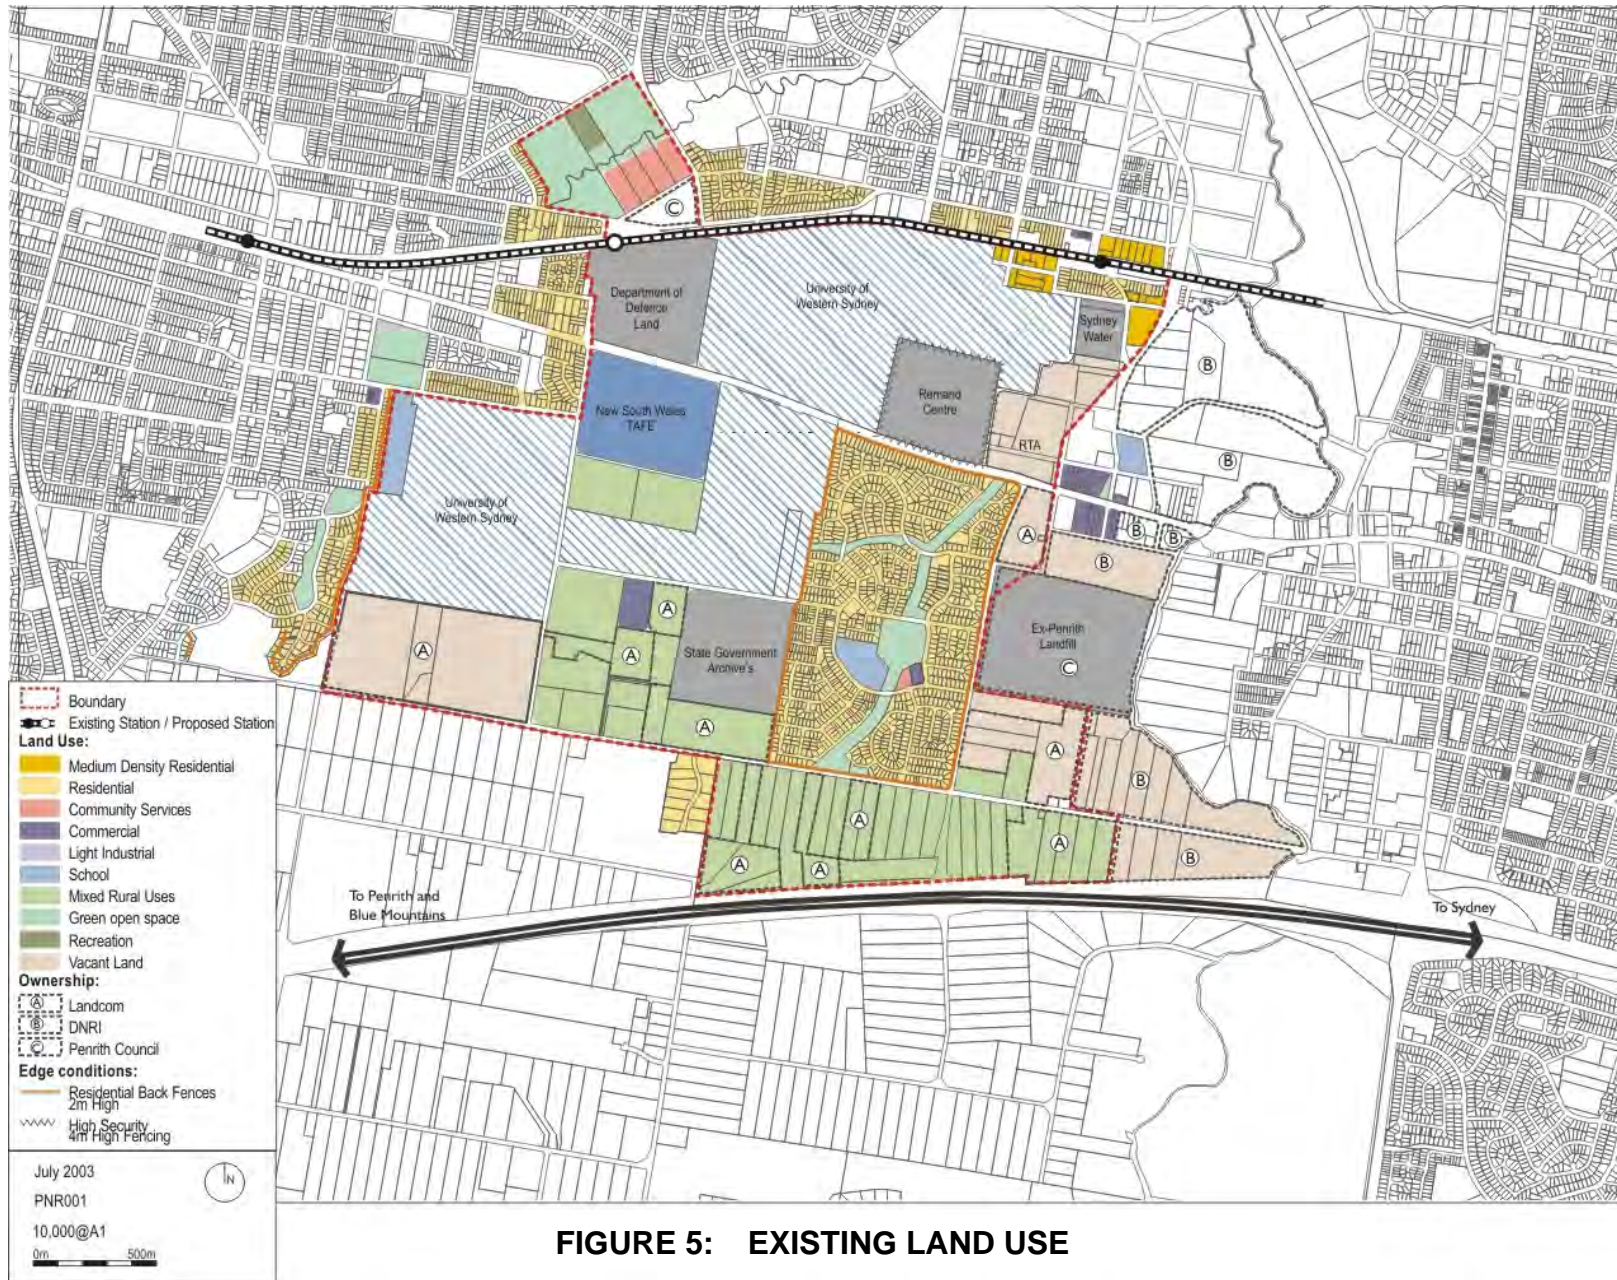 C
Department of
Defence
Land
University of
Western Sydney
Sydney
Water
B
Remand
Centre
New South Wales
TAFE
RTA
B
University of
Western Sydney
A
B
B
B
A
A
State Government
Archive's
A
A
Ex-Penrith
Landfill
C
A
A
B
A
A
A
A
B
To Penrith and
Blue Mountains
To Sydney
Boundary
Existing Station / Proposed Station
Land Use:
Medium Density Residential
Residential
Community Services
Commercial
Light Industrial
School
Mixed Rural Uses
Green open space
Recreation
Vacant Land
Ownership:
A Landcom
B DNRI
C Penrith Council
Edge conditions:
Residential Back Fences
2m High
High Security
4m High Fencing
July 2003
PNR001
10,000@A1
0m 500m
N
FIGURE 5: EXISTING LAND USE